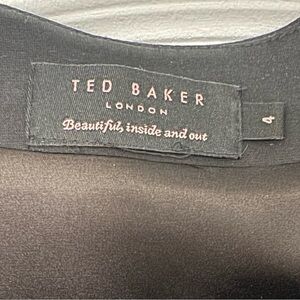 TED BAKER
LONDON
Beautiful, inside and out
4